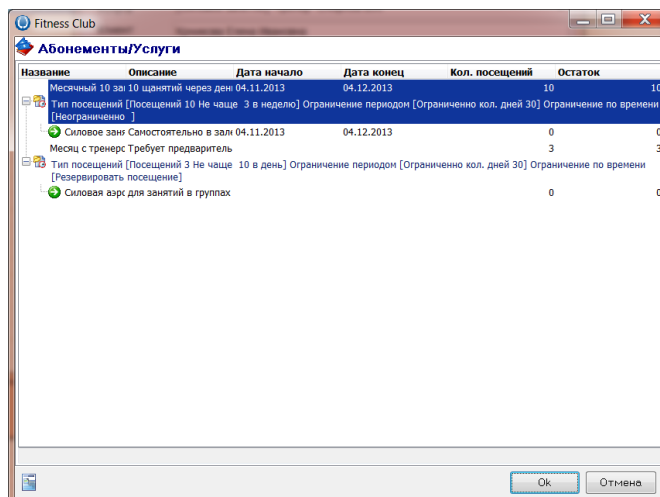 Fitness Club
Абонементы/Услуги
Название Описание Дата начало Дата конец Кол. посещений Остаток
Месячный 10 зан 10 щанятий через ден 04.11.2013 04.12.2013 10 10
Тип посещений [Посещений 10 Не чаще 3 в неделю] Ограничение периодом [Ограниченно кол. дней 30] Ограничение по времени
[Неограниченно ]
Силовое заня Самостоятельно в зале 04.11.2013 04.12.2013 0 0
Месяц с тренерс Требует предваритель 3 3
Тип посещений [Посещений 3 Не чаще 10 в день] Ограничение периодом [Ограниченно кол. дней 30] Ограничение по времени
[Резервировать посещение]
Силовая аэрс для занятий в группах 0 0
Ok Отмена